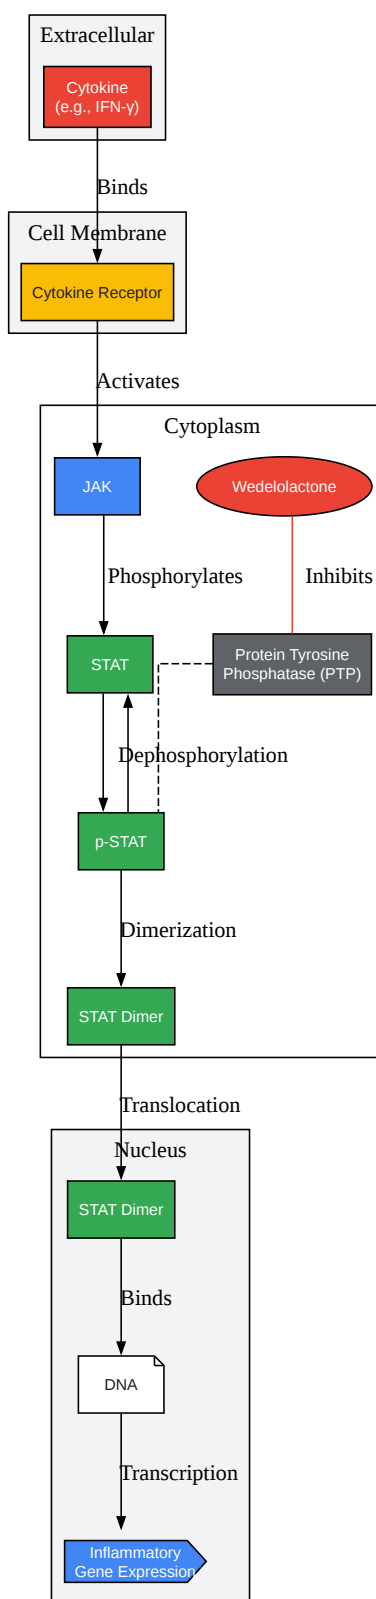 Extracellular
Cytokine
(e.g., IFN-γ)
Binds
Cell Membrane
Cytokine Receptor
Activates
Cytoplasm
JAK
Wedelolactone
Phosphorylates
Inhibits
STAT
Protein Tyrosine
Phosphatase (PTP)
Dephosphorylation
p-STAT
Dimerization
STAT Dimer
Translocation
Nucleus
STAT Dimer
Binds
DNA
Transcription
Inflammatory
Gene Expression